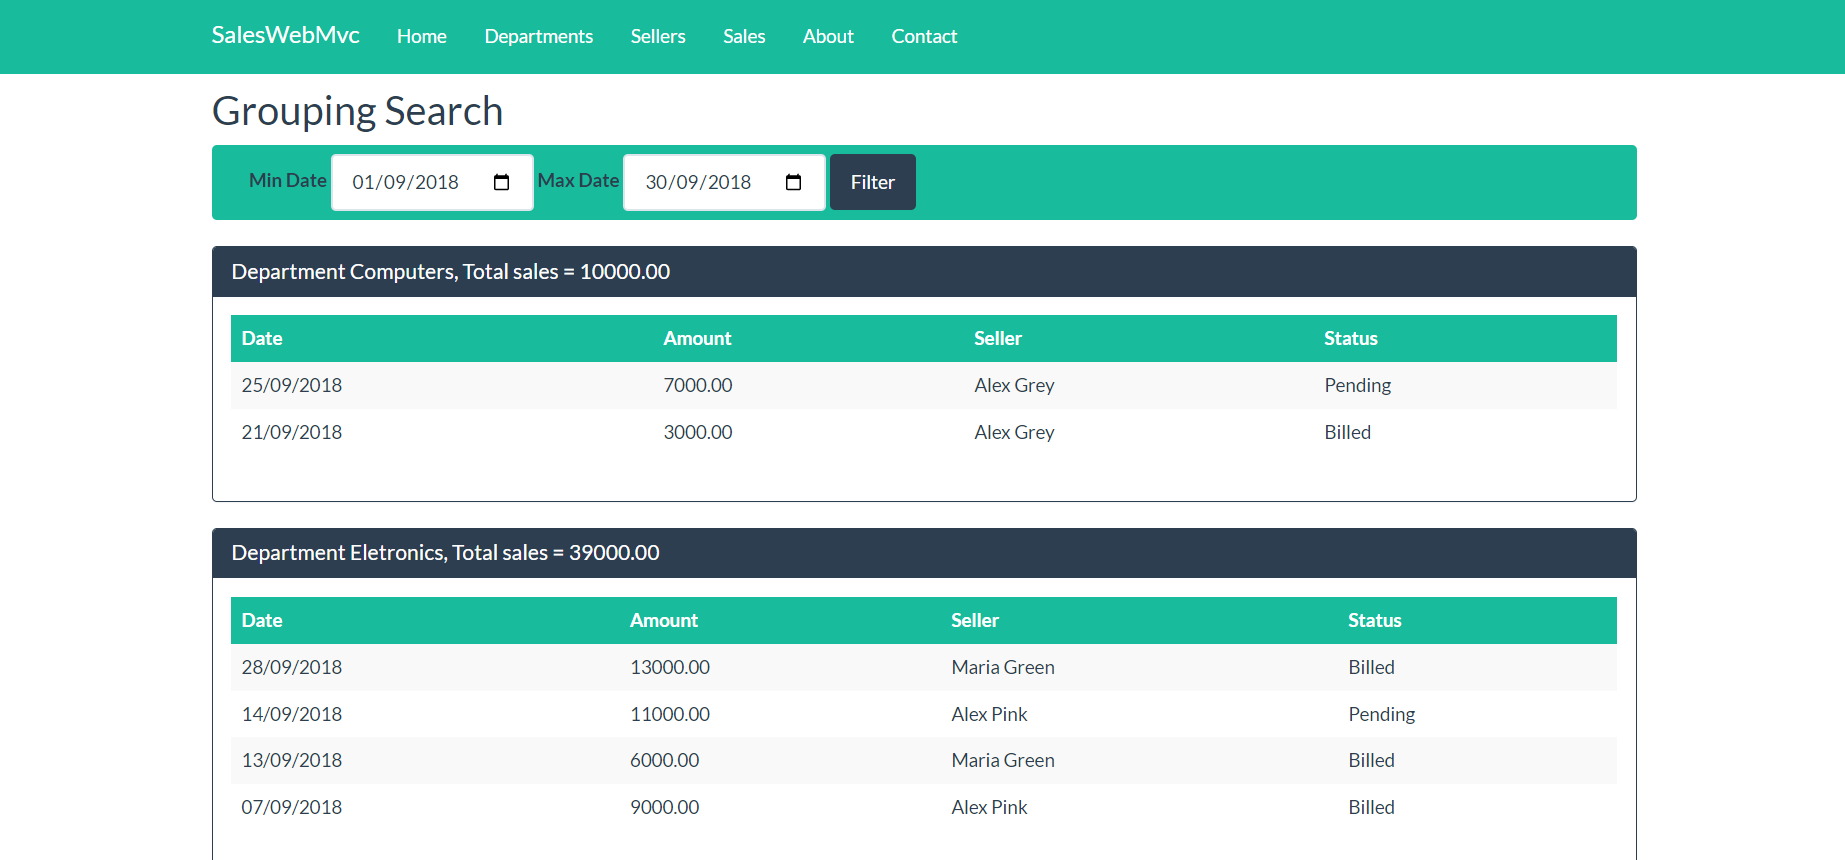 SalesWebMvc Home Departments Sellers Sales About Contact
Grouping Search
Min Date 01/09/2018 Max Date 30/09/2018 Filter
Department Computers, Total sales = 10000.00
Date Amount Seller Status
25/09/2018 7000.00 Alex Grey Pending
21/09/2018 3000.00 Alex Grey Billed
Department Eletronics, Total sales = 39000.00
Date Amount Seller Status
28/09/2018 13000.00 Maria Green Billed
14/09/2018 11000.00 Alex Pink Pending
13/09/2018 6000.00 Maria Green Billed
07/09/2018 9000.00 Alex Pink Billed